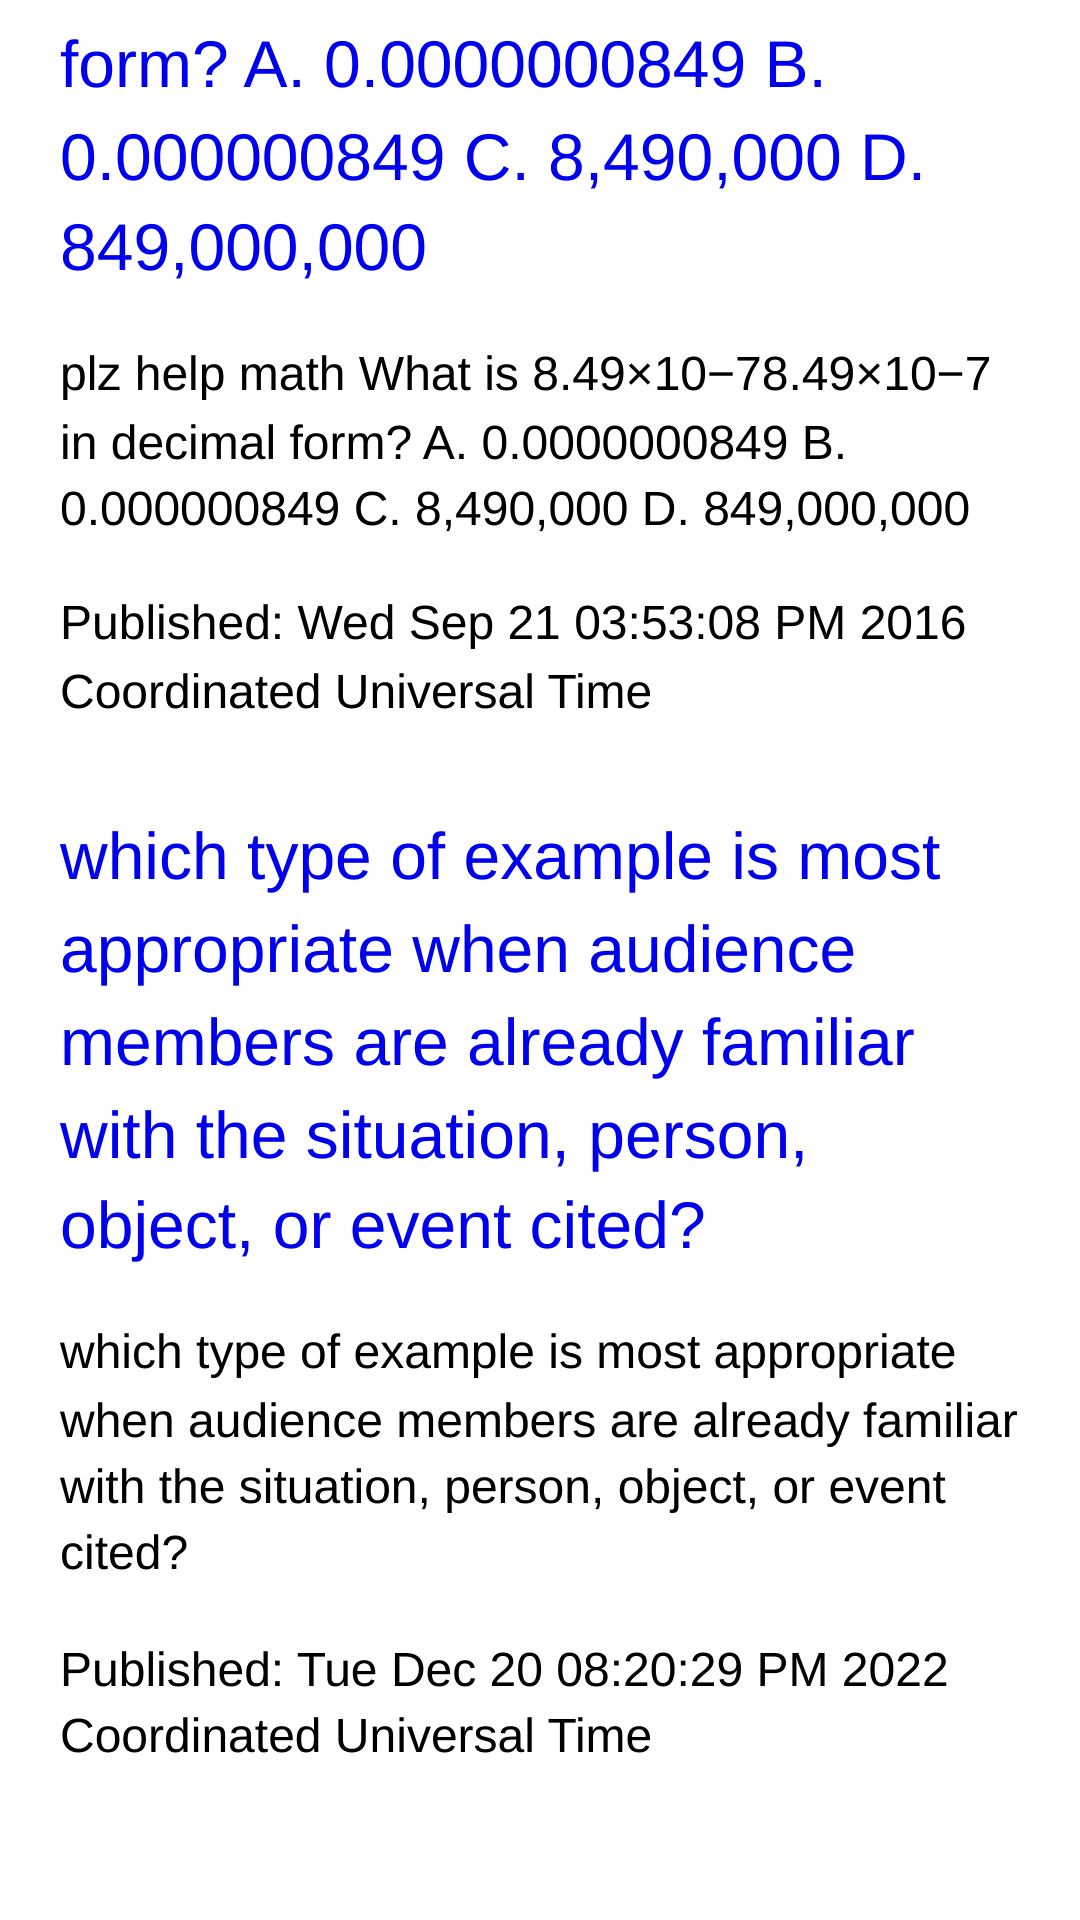 form? A. 0.0000000849 B.
0.000000849 C. 8,490,000 D.
849,000,000
plz help math What is 8.49×10−78.49×10−7
in decimal form? A. 0.0000000849 B.
0.000000849 C. 8,490,000 D. 849,000,000
Published: Wed Sep 21 03:53:08 PM 2016
Coordinated Universal Time
which type of example is most
appropriate when audience
members are already familiar
with the situation, person,
object, or event cited?
which type of example is most appropriate
when audience members are already familiar
with the situation, person, object, or event
cited?
Published: Tue Dec 20 08:20:29 PM 2022
Coordinated Universal Time